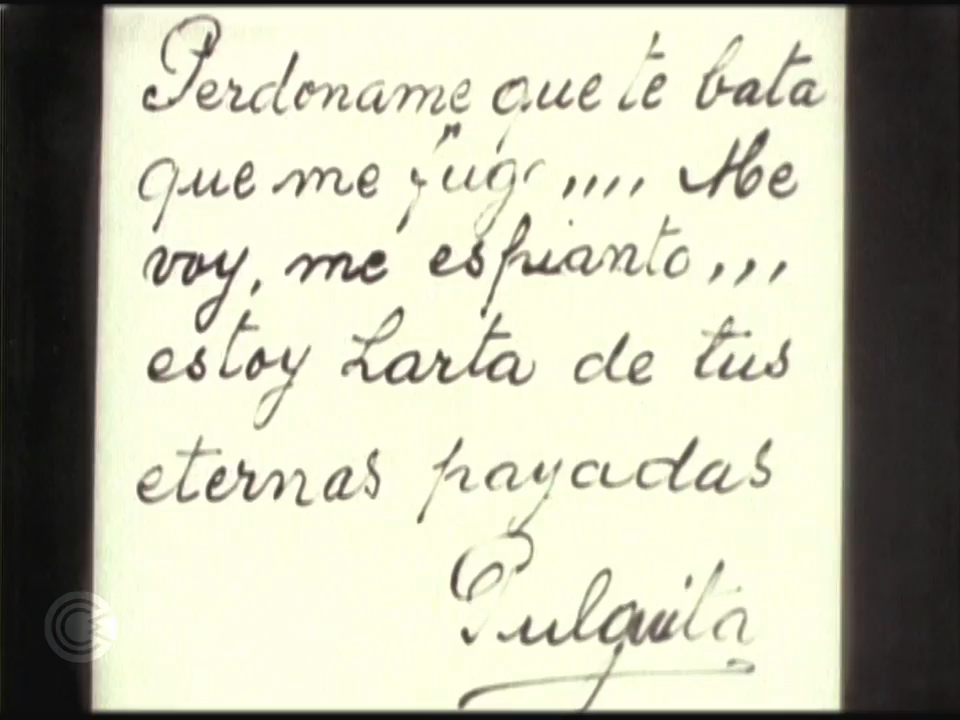 Perdoname que te bata
que me "fugo,,,, Me
voy, me espianto,,,
estoy harta de tus
eternas payadas
Pulguita